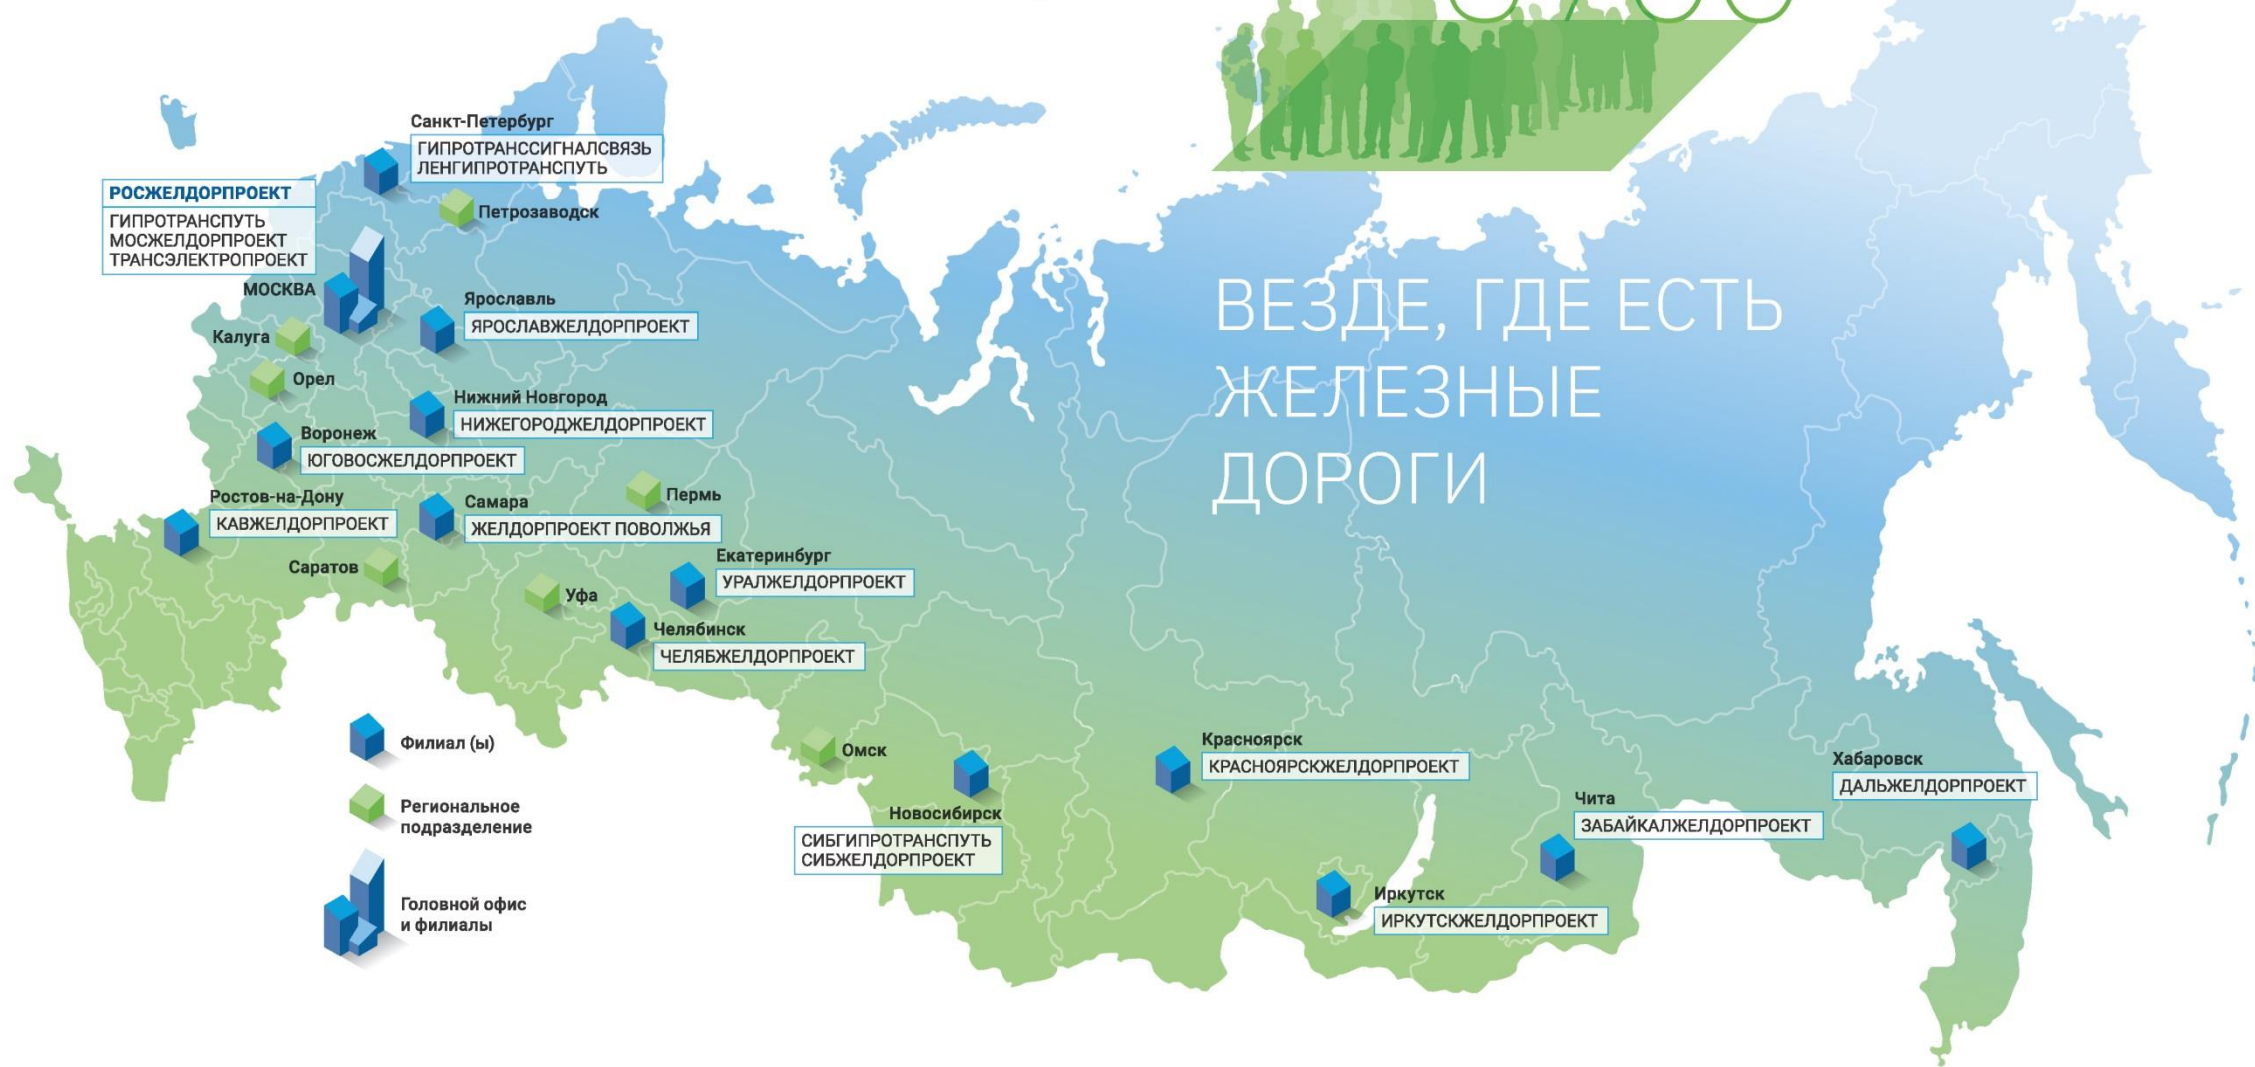 Санкт-Петербург
ГИПРОТРАНССИГНАЛСВЯЗЬ
ЛЕНГИПРОТРАНСПУТЬ
РОСЖЕЛДОРПРОЕКТ
ГИПРОТРАНСПУТЬ
МОСЖЕЛДОРПРОЕКТ
ТРАНСЭЛЕКТРОПРОЕКТ
МОСКВА
Петрозаводск
Ярославль
ЯРОСЛАВЖЕЛДОРПРОЕКТ
Калуга
Орел
Нижний Новгород
НИЖЕГОРОДЖЕЛДОРПРОЕКТ
Воронеж
ЮГОВОСЖЕЛДОРПРОЕКТ
Ростов-на-Дону
КАВЖЕЛДОРПРОЕКТ
Самара
ЖЕЛДОРПРОЕКТ ПОВОЛЖЬЯ
Пермь
Саратов
Екатеринбург
УРАЛЖЕЛДОРПРОЕКТ
Уфа
Челябинск
ЧЕЛЯБЖЕЛДОРПРОЕКТ
ВЕЗДЕ, ГДЕ ЕСТЬ
ЖЕЛЕЗНЫЕ
ДОРОГИ
Омск
Новосибирск
СИБГИПРОТРАНСПУТЬ
СИБЖЕЛДОРПРОЕКТ
Красноярск
КРАСНОЯРСКЖЕЛДОРПРОЕКТ
Иркутск
ИРКУТСКЖЕЛДОРПРОЕКТ
Чита
ЗАБАЙКАЛЖЕЛДОРПРОЕКТ
Хабаровск
ДАЛЬЖЕЛДОРПРОЕКТ
Филиал (ы)
Региональное
подразделение
Головной офис
и филиалы